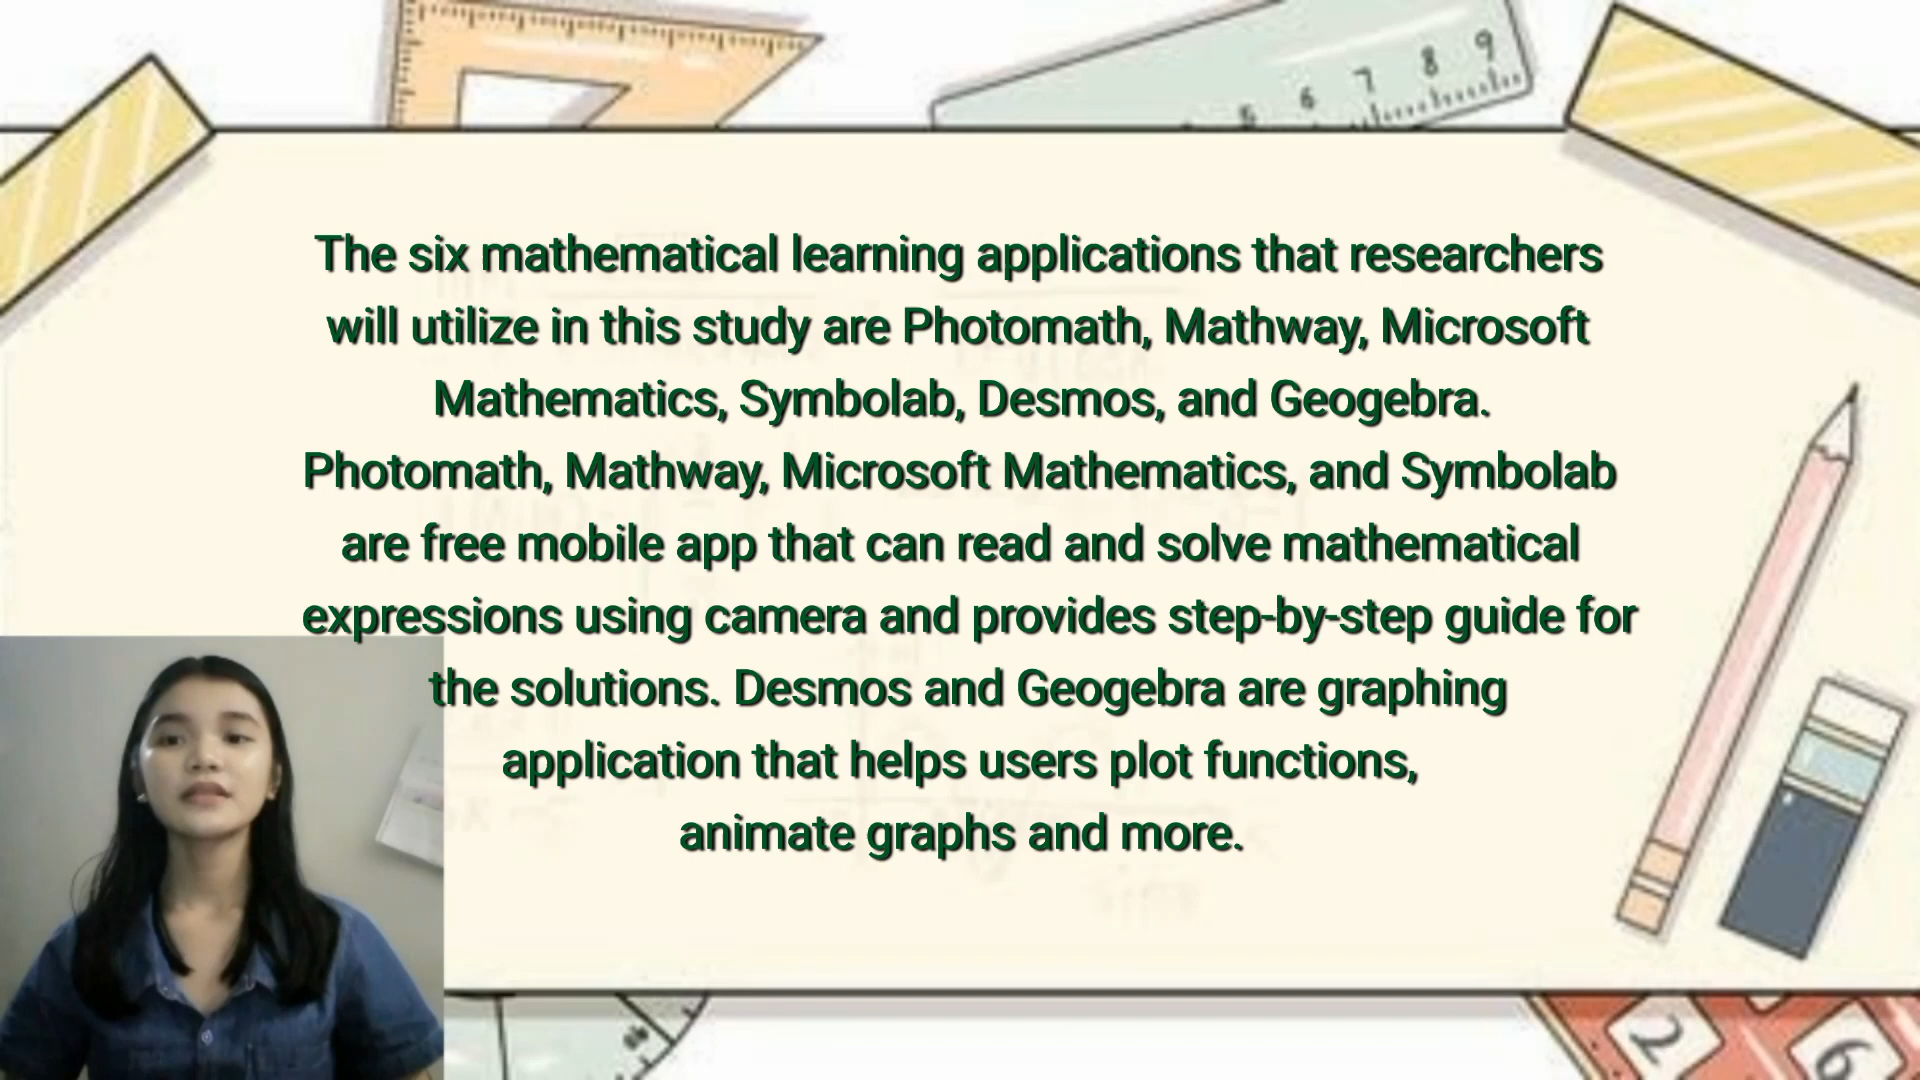 5 6 7 8 9
The six mathematical learning applications that researchers
will utilize in this study are Photomath, Mathway, Microsoft
Mathematics, Symbolab, Desmos, and Geogebra.
Photomath, Mathway, Microsoft Mathematics, and Symbolab
are free mobile app that can read and solve mathematical
expressions using camera and provides step-by-step guide for
the solutions. Desmos and Geogebra are graphing
application that helps users plot functions,
animate graphs and more.
2 6